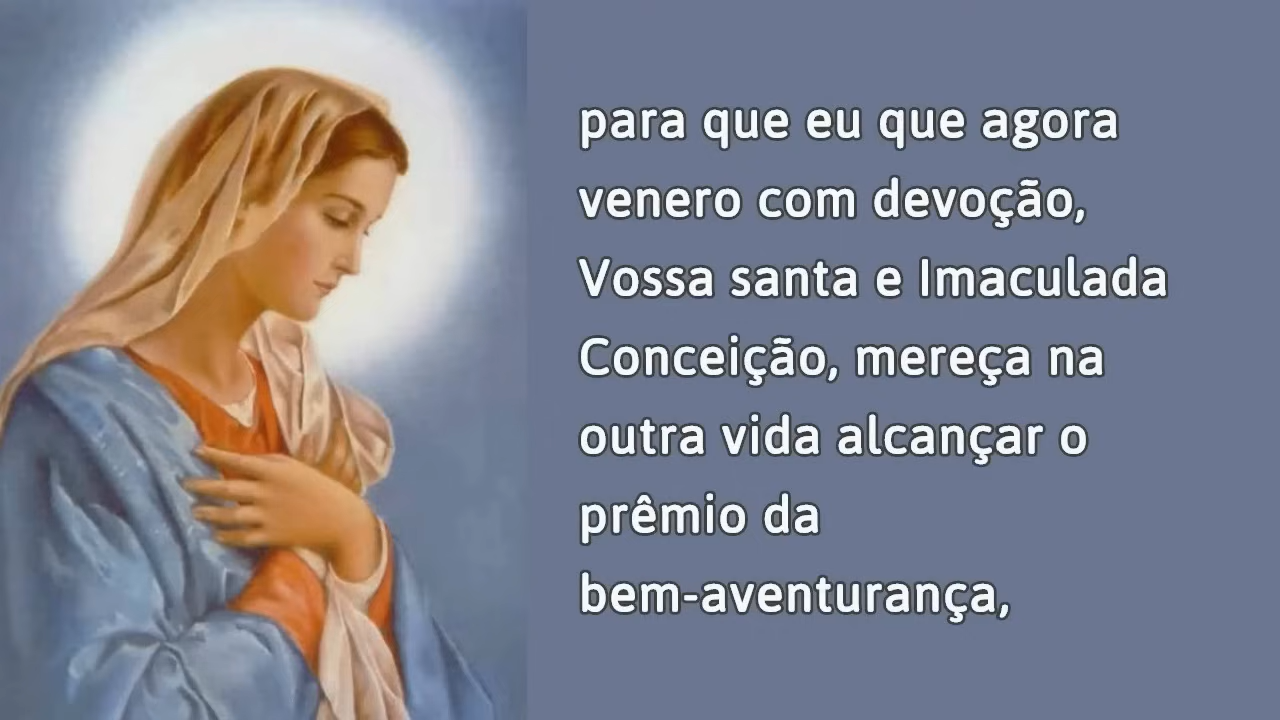 para que eu que agora
venero com devoção,
Vossa santa e Imaculada
Conceição, mereça na
outra vida alcançar o
prêmio da
bem-aventurança,